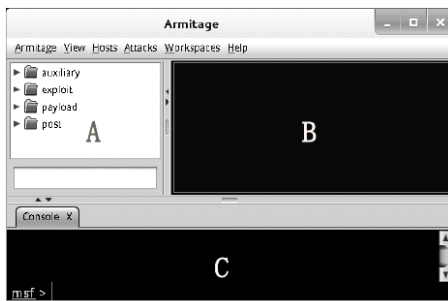 Armitage
Armitage View Hosts Attacks Workspaces Help
auxiliary
exploit
payload
post
A
B
Console X
C
msf >